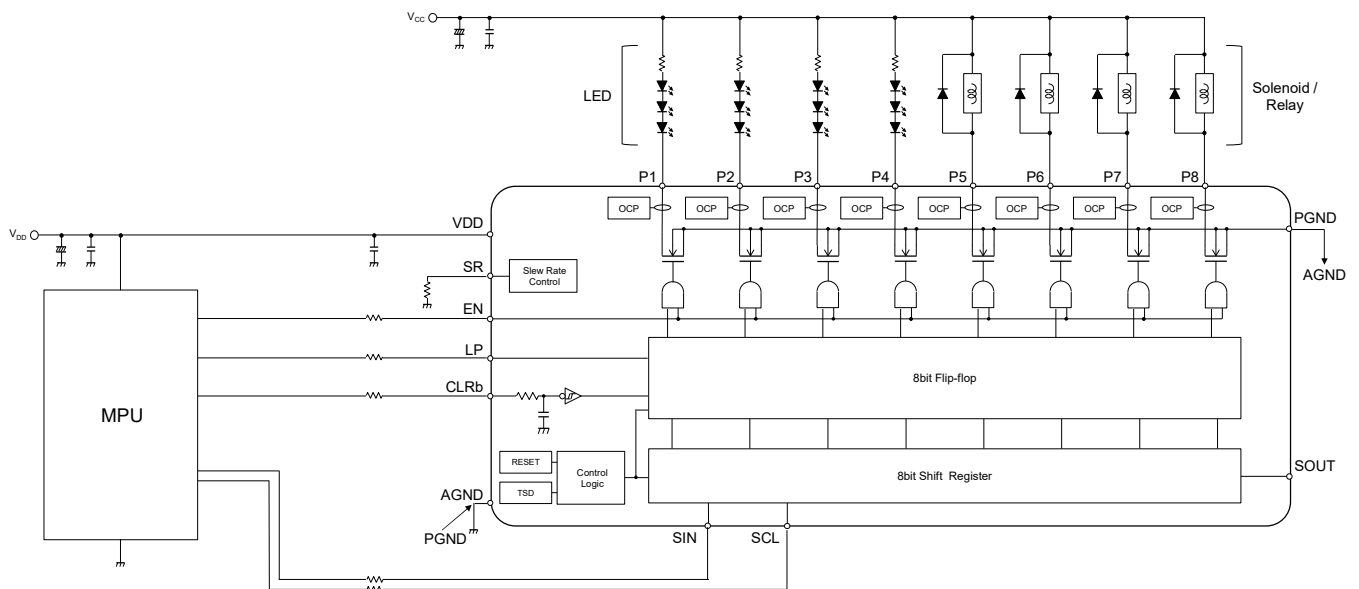 VCC
LED
Solenoid /
Relay
P1 P2 P3 P4 P5 P6 P7 P8
OCP OCP OCP OCP OCP OCP OCP OCP
PGND
VDD
VDD
SR
Slew Rate
Control
AGND
EN
LP
8bit Flip-flop
CLRb
MPU
RESET
Control
Logic
TSD
8bit Shift Register
SOUT
AGND
PGND
SIN
SCL